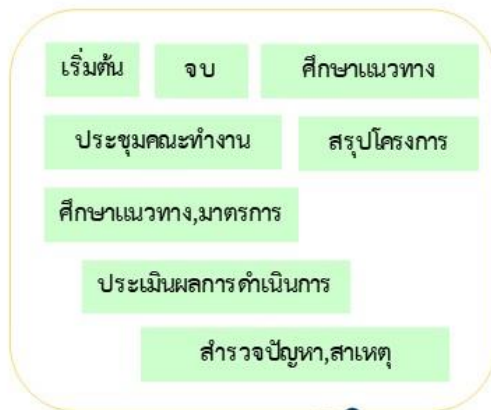 เริ่มต้น จบ ศึกษาแนวทาง
ประชุมคณะทำงาน สรุปโครงการ
ศึกษาแนวทาง,มาตรการ
ประเมินผลการดำเนินการ
สำรวจปัญหา,สาเหตุ